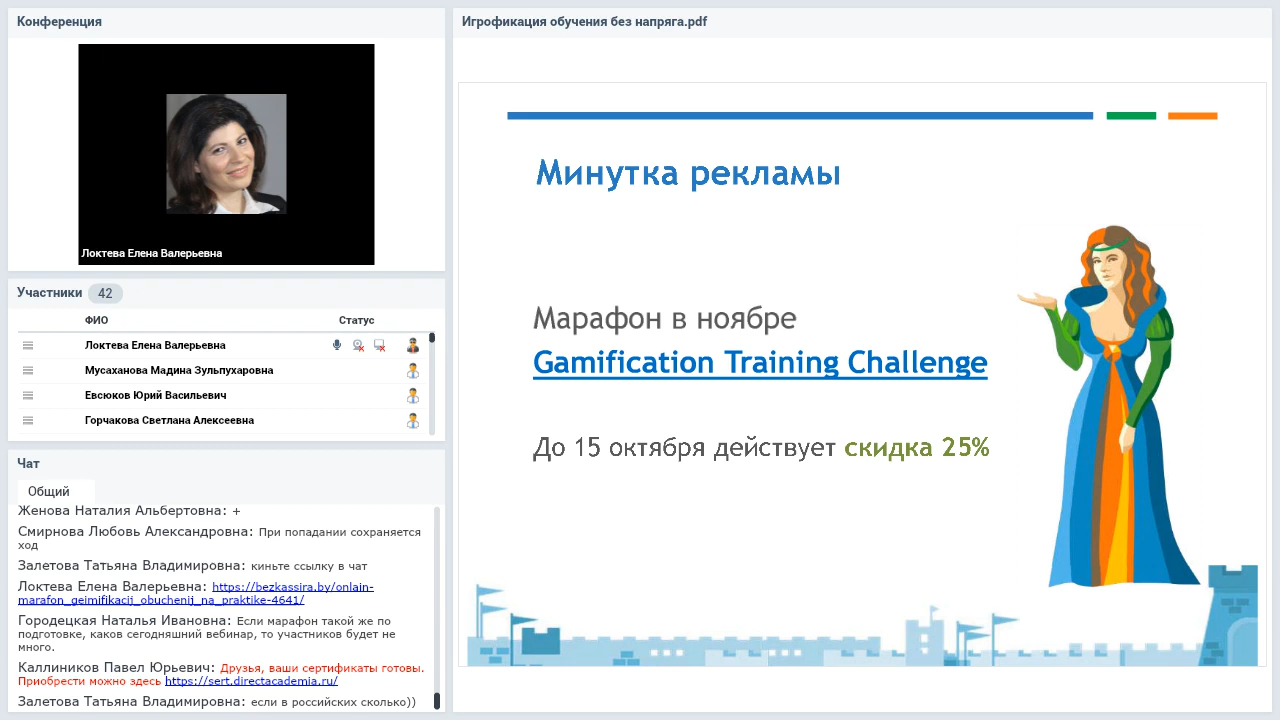 Конференция
Локтева Елена Валерьевна
Участники 42
ФИО Статус
Локтева Елена Валерьевна
Мусаханова Мадина Зульпухаровна
Евсюков Юрий Васильевич
Горчакова Светлана Алексеевна
Чат
Общий
Женова Наталия Альбертовна: +
Смирнова Любовь Александровна: При попадании сохраняется
ход
Залетова Татьяна Владимировна: киньте ссылку в чат
Локтева Елена Валерьевна: https://bezkassira.by/onlain-
marafon_geimifikacij_obuchenij_na_praktike-4641/
Городецкая Наталья Ивановна: Если марафон такой же по
подготовке, каков сегодняшний вебинар, то участников будет не
много.
Каллиников Павел Юрьевич: Друзья, ваши сертификаты готовы.
Приобрести можно здесь https://sert.directacademia.ru/
Залетова Татьяна Владимировна: если в российских сколько))
Игрофикация обучения без напряга.pdf
Минутка рекламы
Марафон в ноябре
Gamification Training Challenge
До 15 октября действует скидка 25%